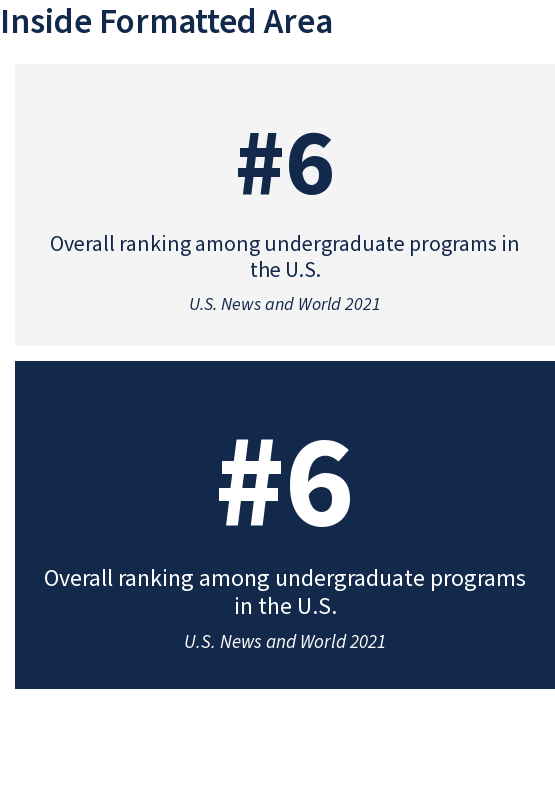 Inside Formatted Area
#6
Overall ranking among undergraduate programs in
the U.S.
U.S. News and World 2021
#6
Overall ranking among undergraduate programs
in the U.S.
U.S. News and World 2021